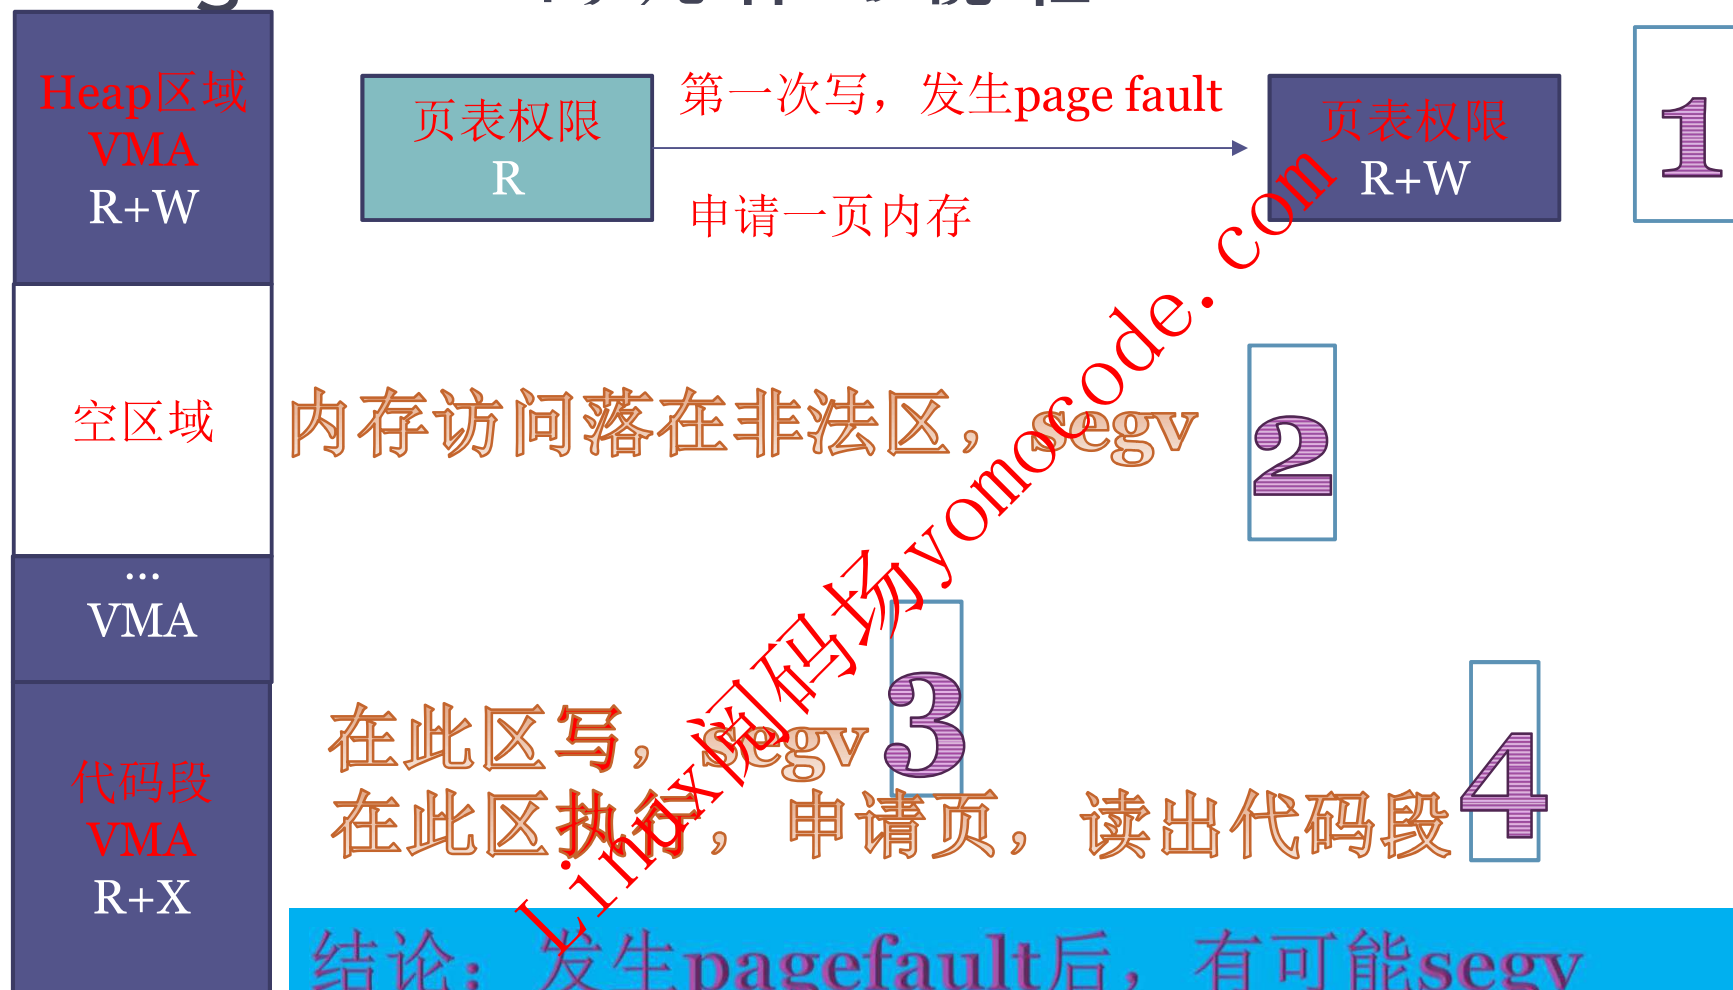 Heap区域
VMA
R+W
页表权限
R
第一次写，发生page fault
申请一页内存
页表权限
R+W
1
空区域
内存访问落在非法区，segv
2
...
VMA
代码段
VMA
R+X
在此区写，segv
3
在此区执行，申请页，读出代码段
4
Linux阅码场yomocode.com
结论：发生pagefault后，有可能segv